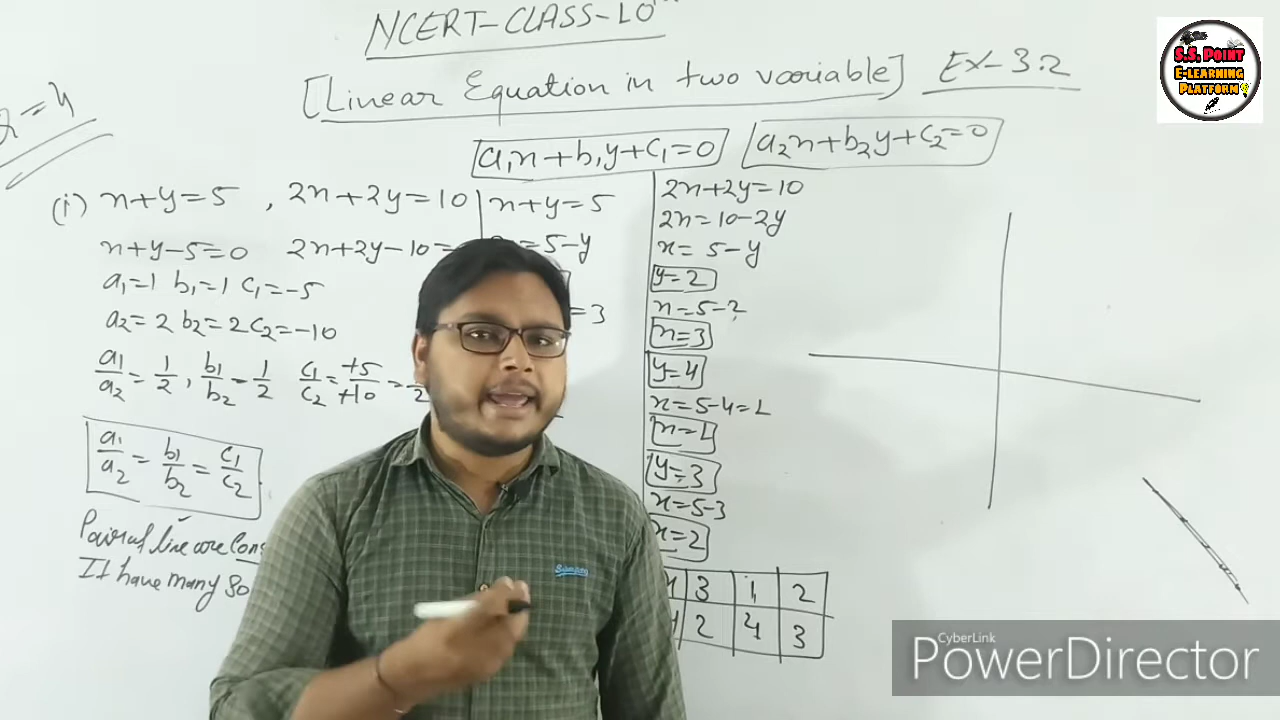 NCERT-CLASS-10th
[Linear Equation in two vaariable] EX-3.2
S.S. POINT
E-LEARNING
PLATFORM
a₁x+b₁y+c₁=0
a₂x+b₂y+c₂=0
(i) x+y=5, 2x+2y=10
x+y-5=0 2x+2y-10=
a₁=1 b₁=1 c₁=-5
a₂=2 b₂=2 c₂=-10
a₁/a₂ = 1/2, b₁/b₂ = 1/2 c₁/c₂ = +5/+10 =
a₁/a₂ = b₁/b₂ = c₁/c₂
Pair of line are Cons
It have many So
x+y=5
=5-y
=3
2x+2y=10
2x=10-2y
x=5-y
y=2
x=5-2
x=3
y=4
x=5-4=1
x=1
y=3
x=5-3
x=2
x 3 1 2
y 2 4 3
CyberLink
PowerDirector